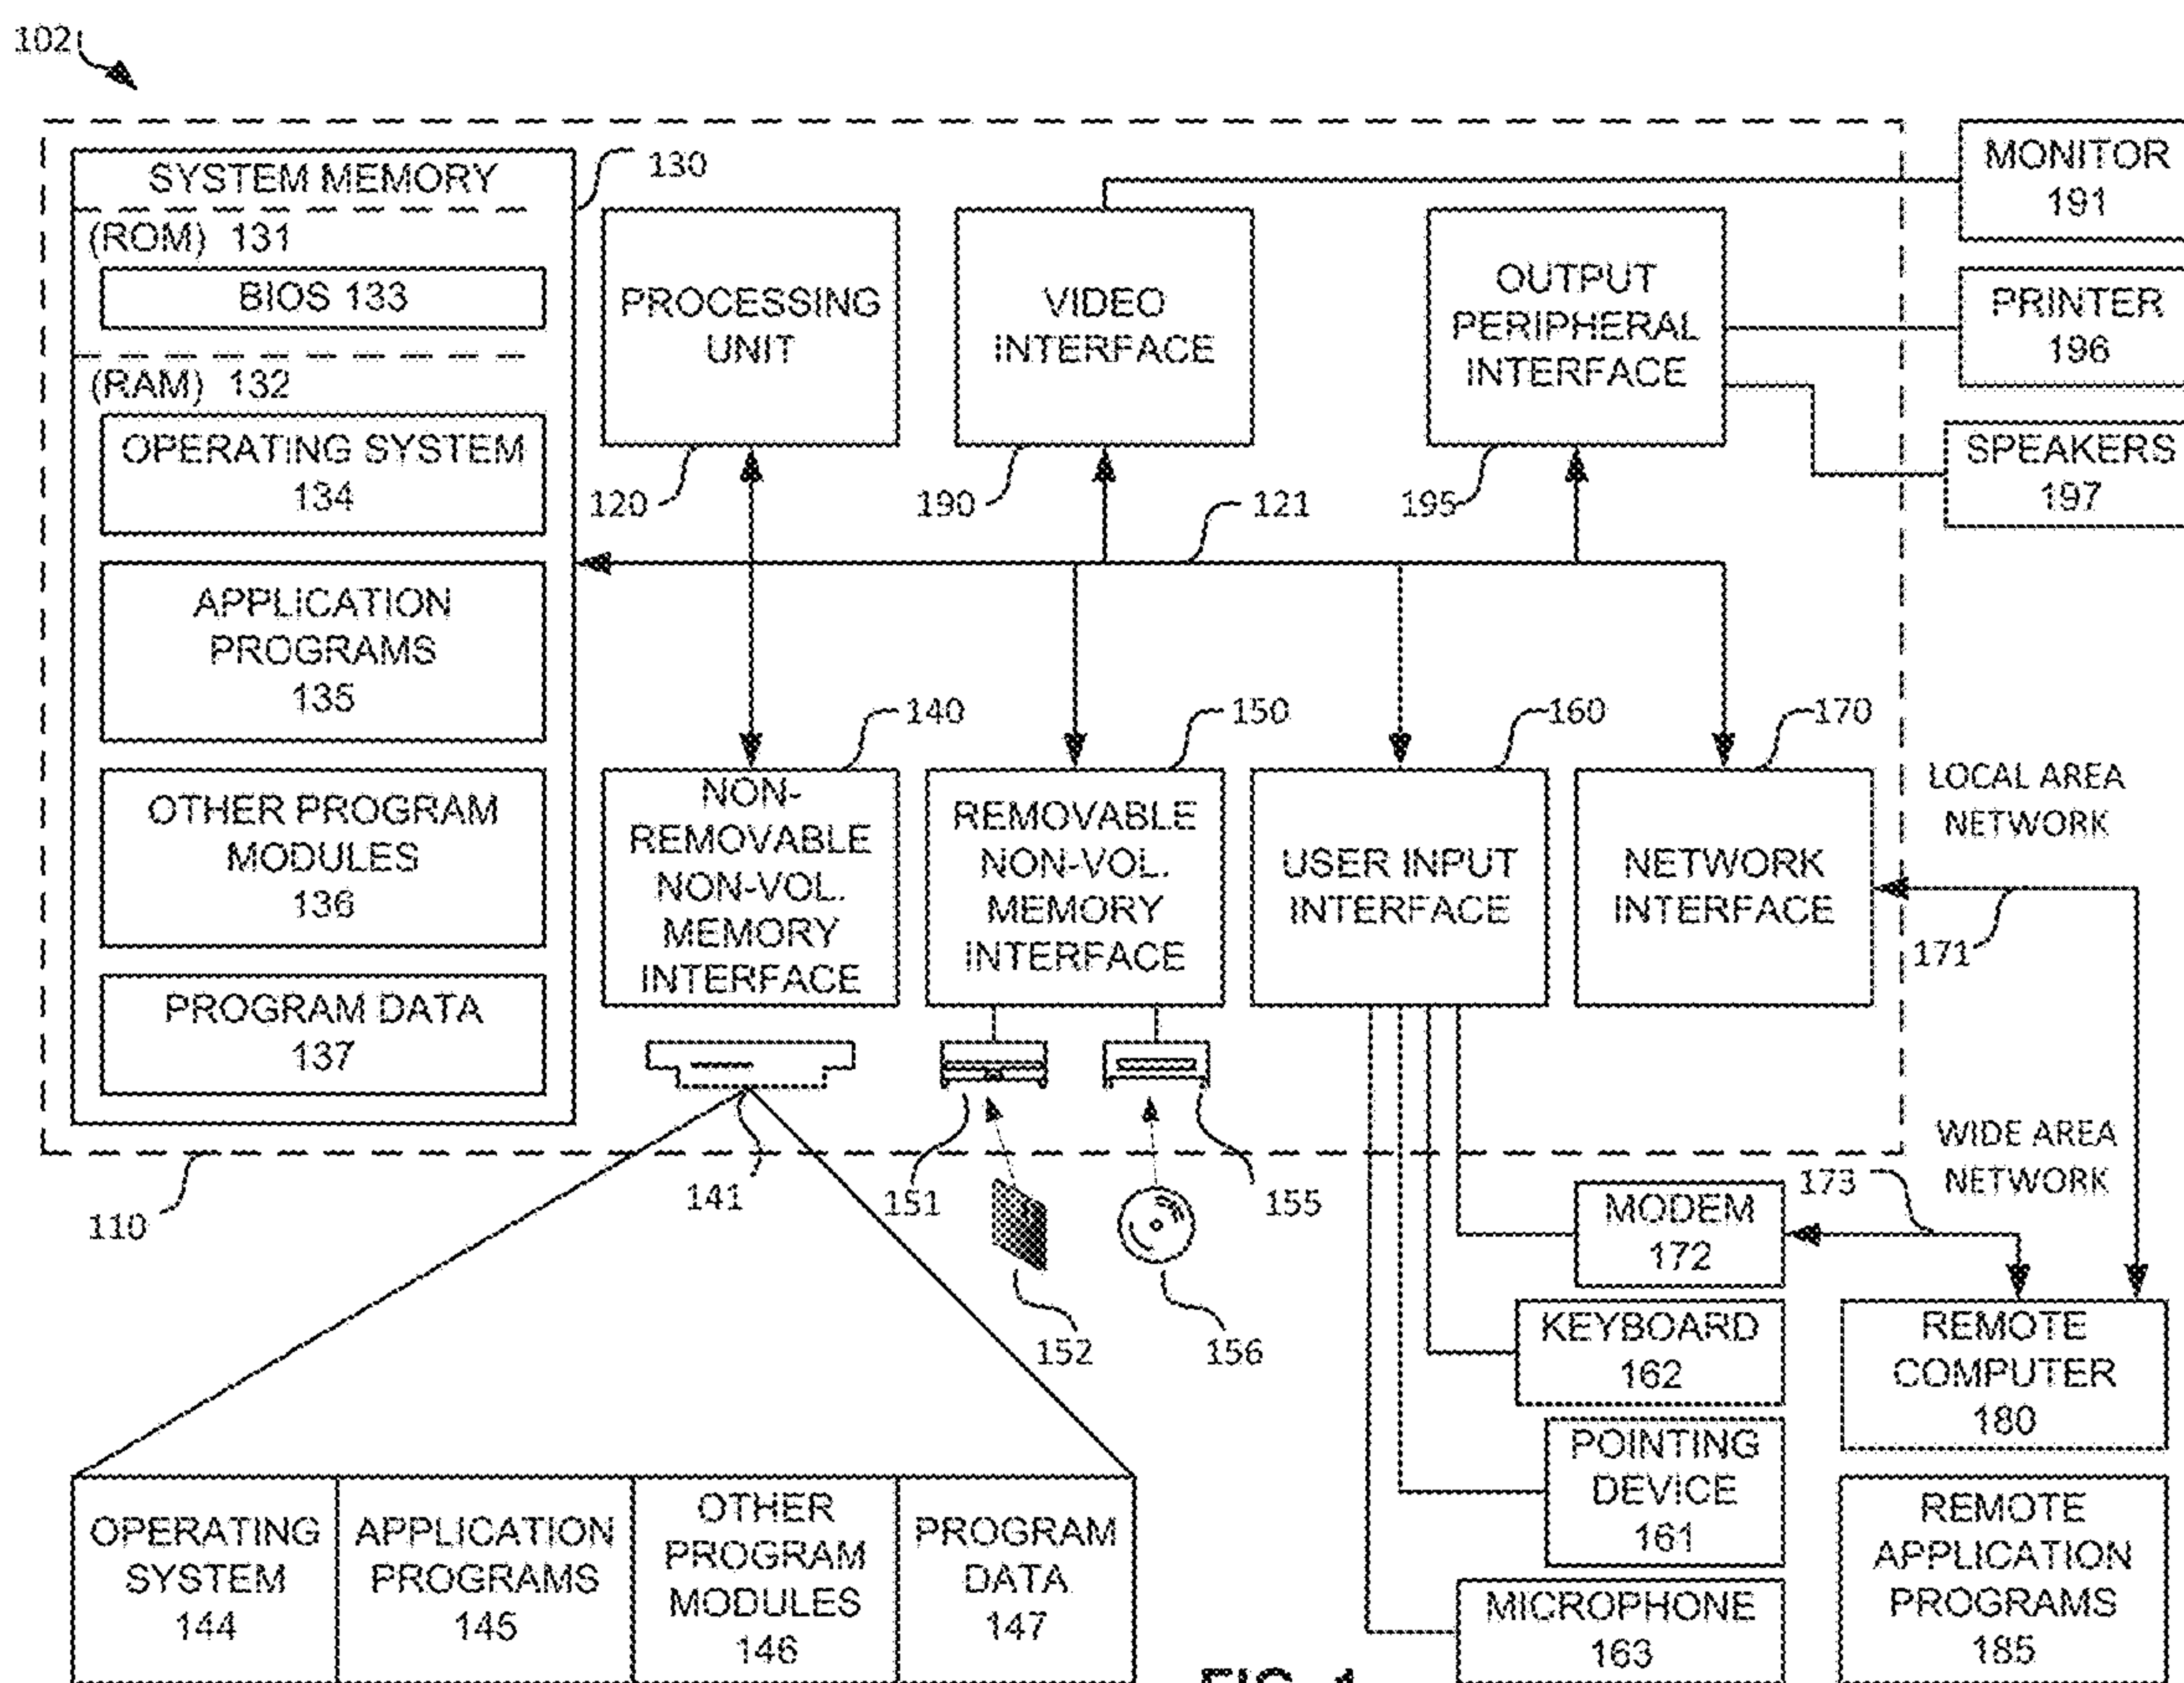 102
SYSTEM MEMORY
130
(ROM) 131
BIOS 133
(RAM) 132
OPERATING SYSTEM
134
APPLICATION
PROGRAMS
135
OTHER PROGRAM
MODULES
136
PROGRAM DATA
137
110
PROCESSING
UNIT
120
VIDEO
INTERFACE
190
121
OUTPUT
PERIPHERAL
INTERFACE
195
MONITOR
191
PRINTER
196
SPEAKERS
197
140
NON-
REMOVABLE
NON-VOL.
MEMORY
INTERFACE
150
REMOVABLE
NON-VOL.
MEMORY
INTERFACE
160
USER INPUT
INTERFACE
170
NETWORK
INTERFACE
LOCAL AREA
NETWORK
171
141
151
152
155
156
WIDE AREA
NETWORK
173
MODEM
172
KEYBOARD
162
POINTING
DEVICE
161
MICROPHONE
163
REMOTE
COMPUTER
180
REMOTE
APPLICATION
PROGRAMS
185
OPERATING
SYSTEM
144
APPLICATION
PROGRAMS
145
OTHER
PROGRAM
MODULES
146
PROGRAM
DATA
147